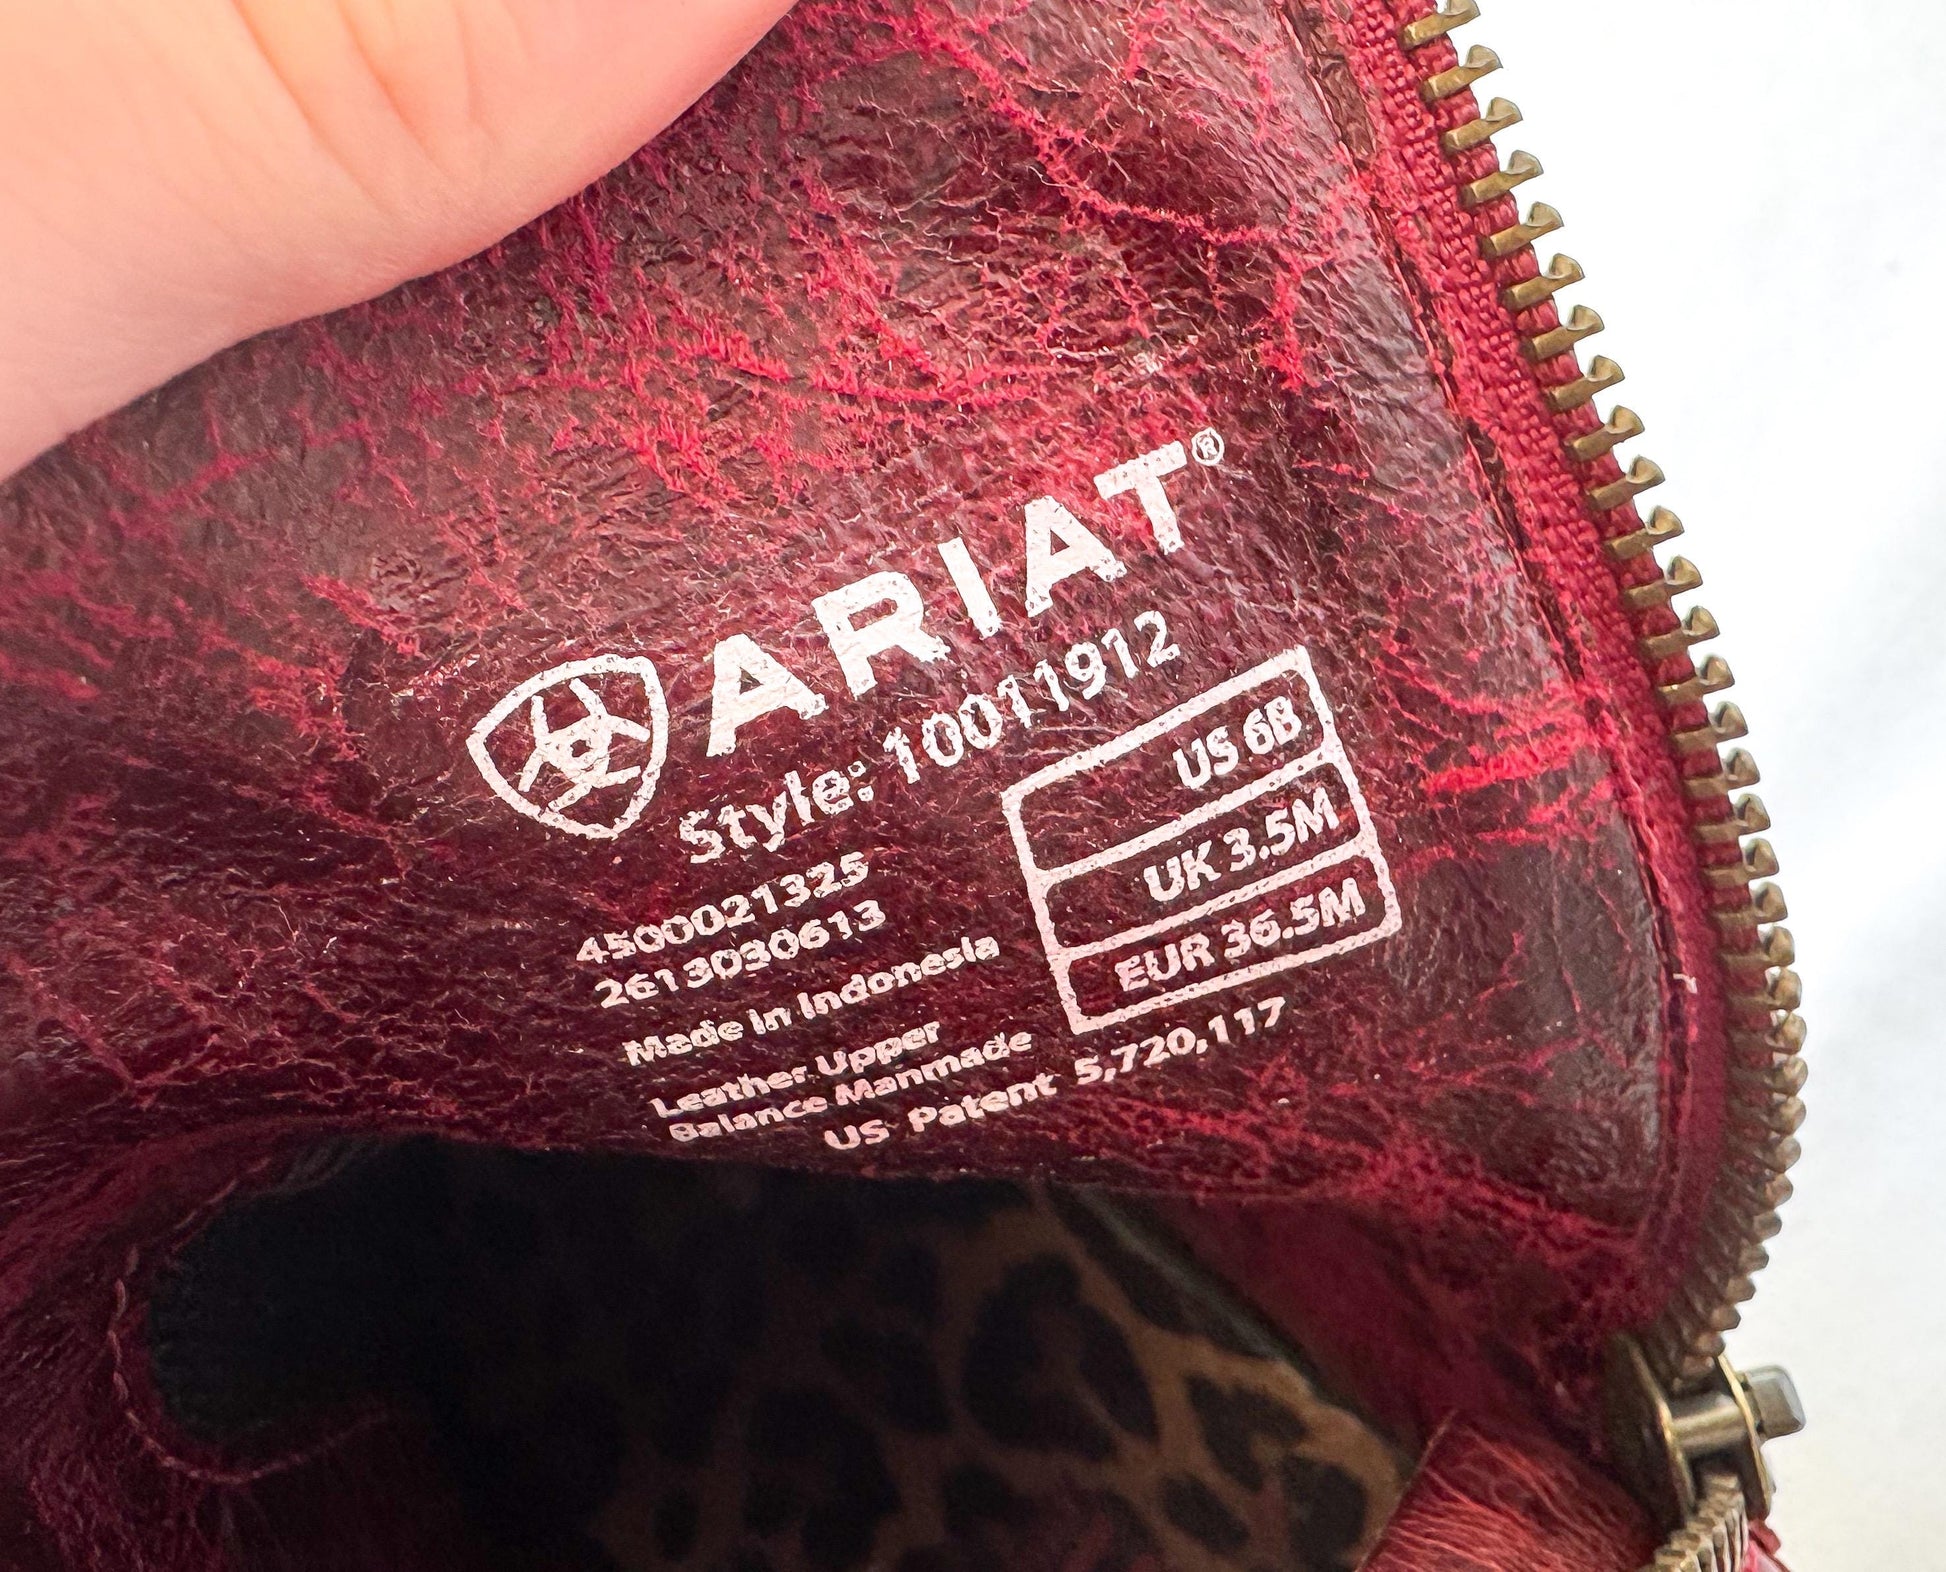 ARIAT®
Style: 10011912
US 6B
UK 3.5M
EUR 36.5M
4500021325
2613030613
Made in Indonesia
Leather Upper
Balance Manmade
US Patent 5,720,117